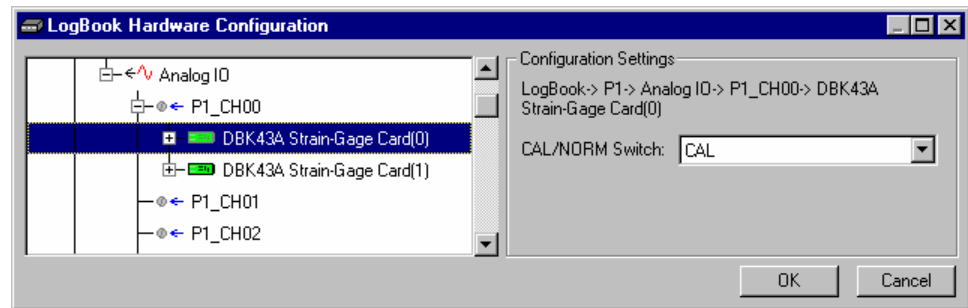 LogBook Hardware Configuration
Analog IO
P1_CH00
DBK43A Strain-Gage Card(0)
DBK43A Strain-Gage Card(1)
P1_CH01
P1_CH02
Configuration Settings
LogBook-> P1-> Analog IO-> P1_CH00-> DBK43A
Strain-Gage Card(0)
CAL/NORM Switch: CAL
OK Cancel